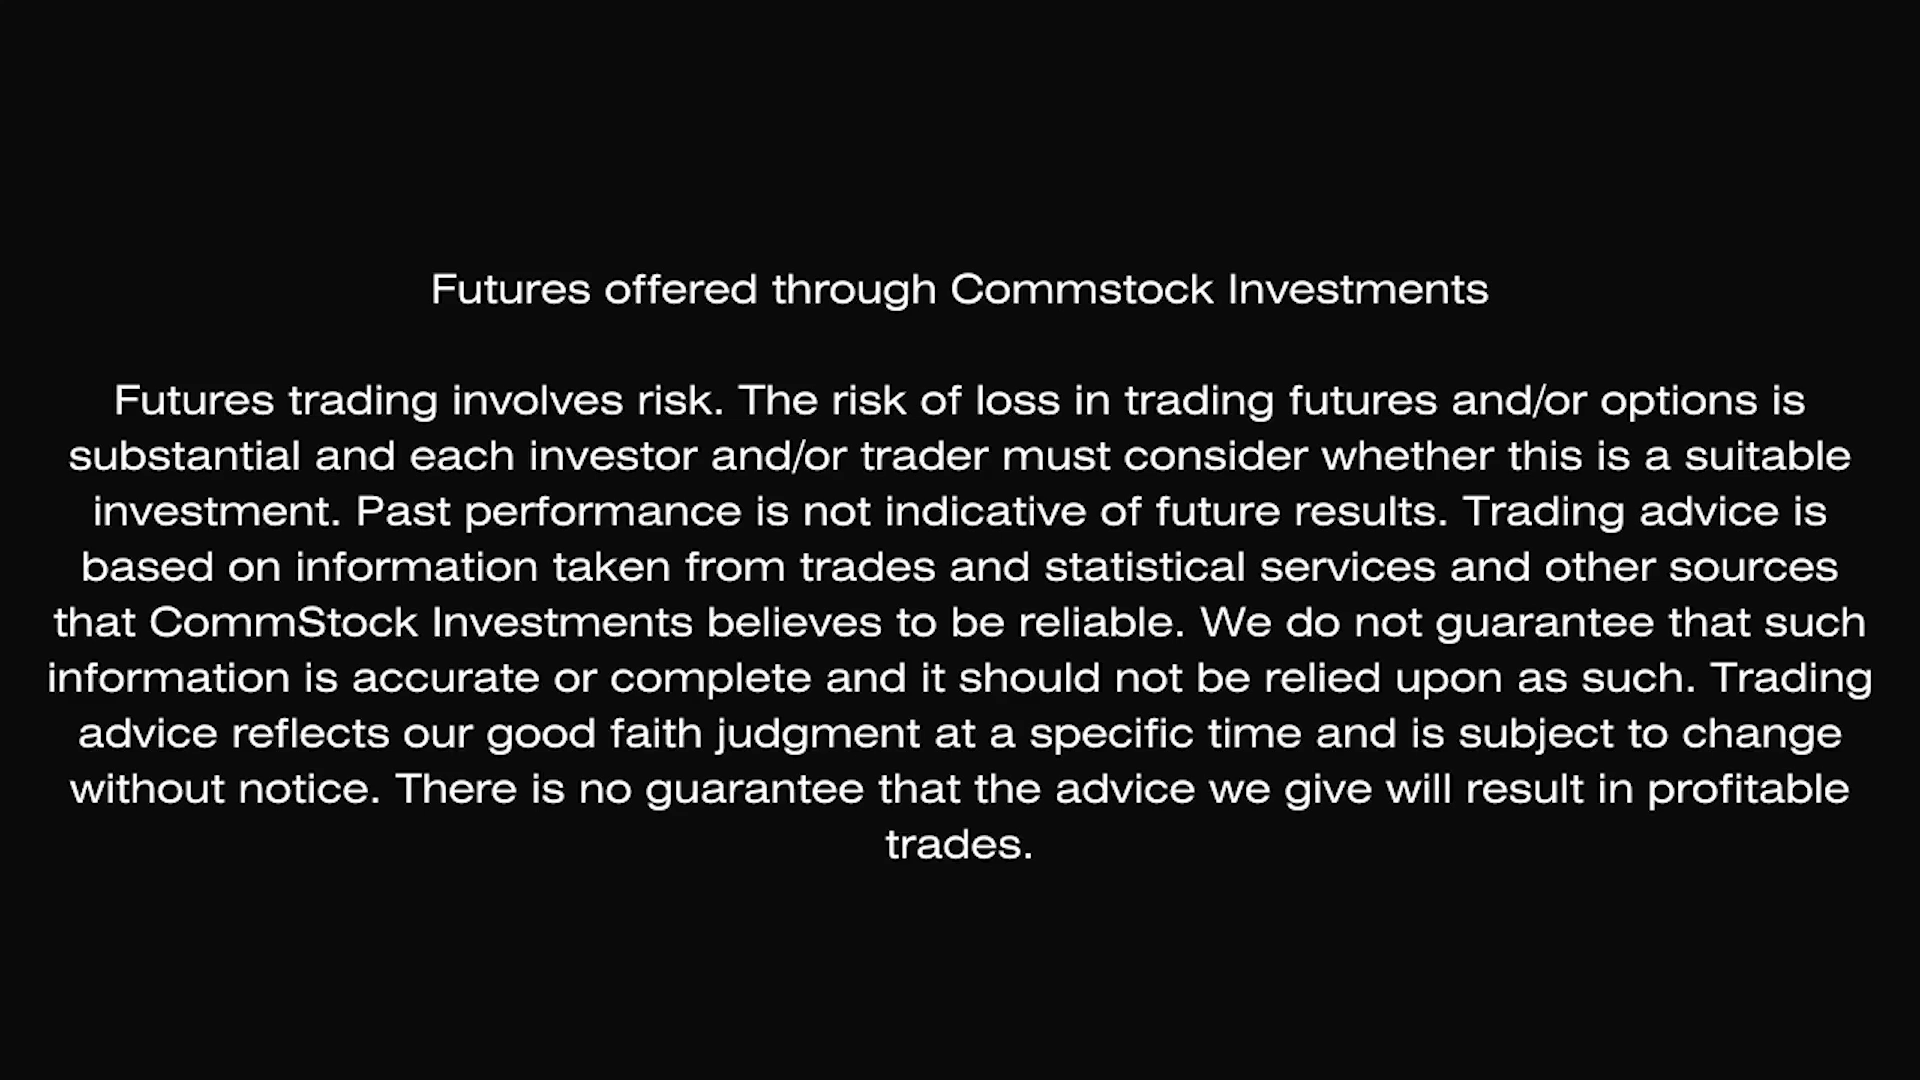 Futures offered through Commstock Investments
Futures trading involves risk. The risk of loss in trading futures and/or options is
substantial and each investor and/or trader must consider whether this is a suitable
investment. Past performance is not indicative of future results. Trading advice is
based on information taken from trades and statistical services and other sources
that CommStock Investments believes to be reliable. We do not guarantee that such
information is accurate or complete and it should not be relied upon as such. Trading
advice reflects our good faith judgment at a specific time and is subject to change
without notice. There is no guarantee that the advice we give will result in profitable
trades.